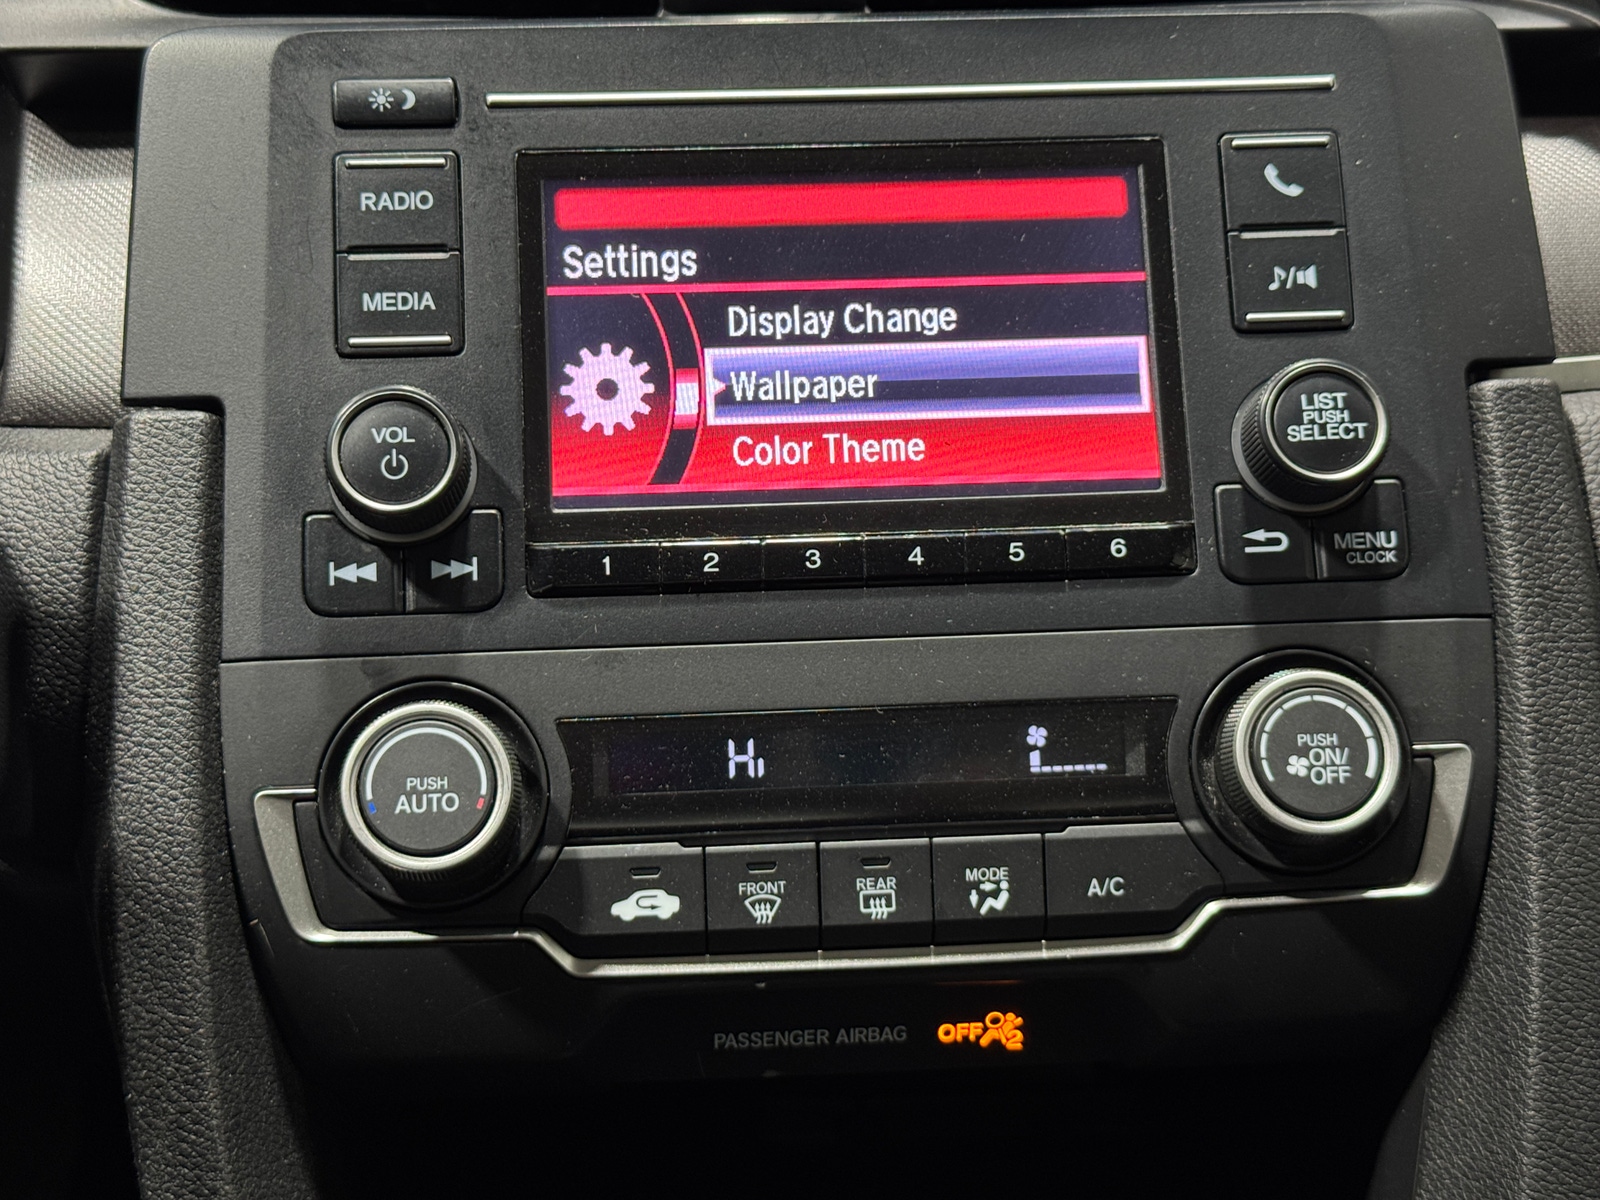 RADIO
MEDIA
VOL
Settings
Display Change
Wallpaper
Color Theme
1 2 3 4 5 6
LIST
PUSH
SELECT
MENU
CLOCK
PUSH
AUTO
Hi
PUSH
ON/
OFF
FRONT
REAR
MODE
A/C
PASSENGER AIRBAG OFF 2